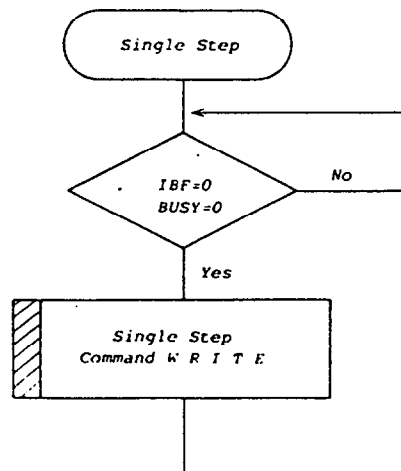 Single Step
IBF=0
BUSY=0
No
Yes
Single Step
Command W R I T E